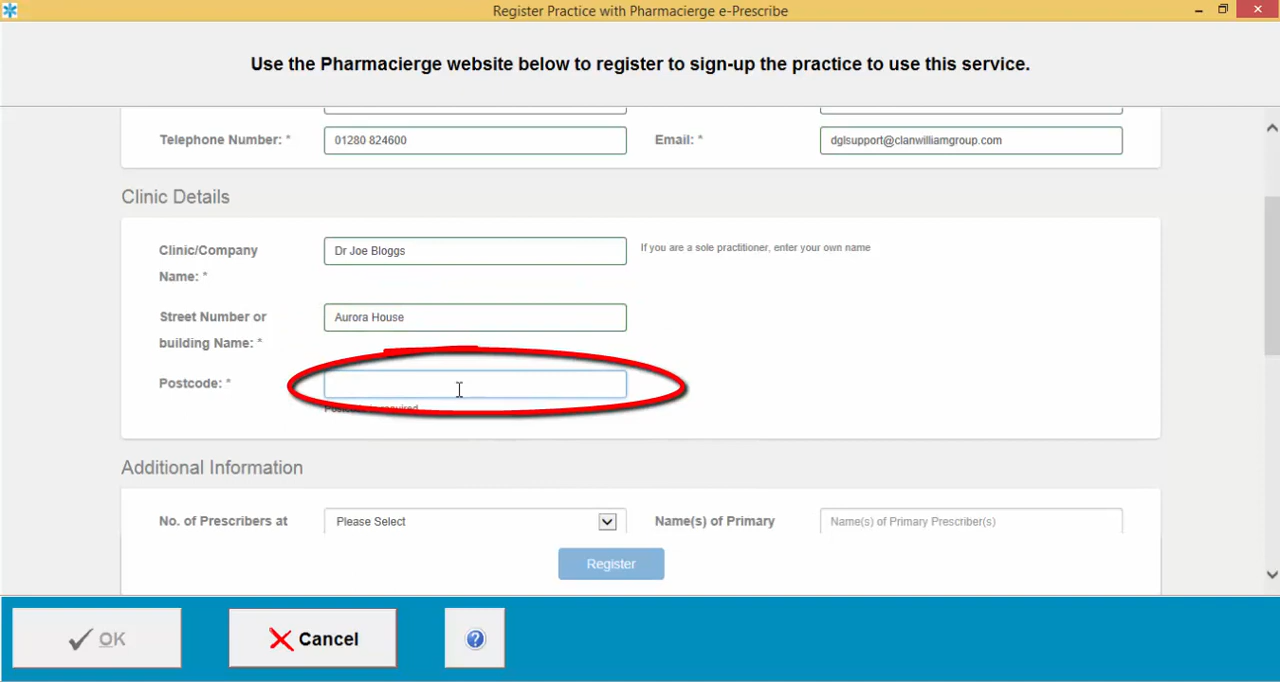 Register Practice with Pharmacierge e-Prescribe
Use the Pharmacierge website below to register to sign-up the practice to use this service.
Telephone Number: * 01280 824600 Email: * dglsupport@clanwilliamgroup.com
Clinic Details
Clinic/Company Name: * Dr Joe Bloggs If you are a sole practitioner, enter your own name
Street Number or building Name: * Aurora House
Postcode: *
Postcode is required
Additional Information
No. of Prescribers at Please Select Name(s) of Primary Name(s) of Primary Prescriber(s)
Register
OK Cancel ?